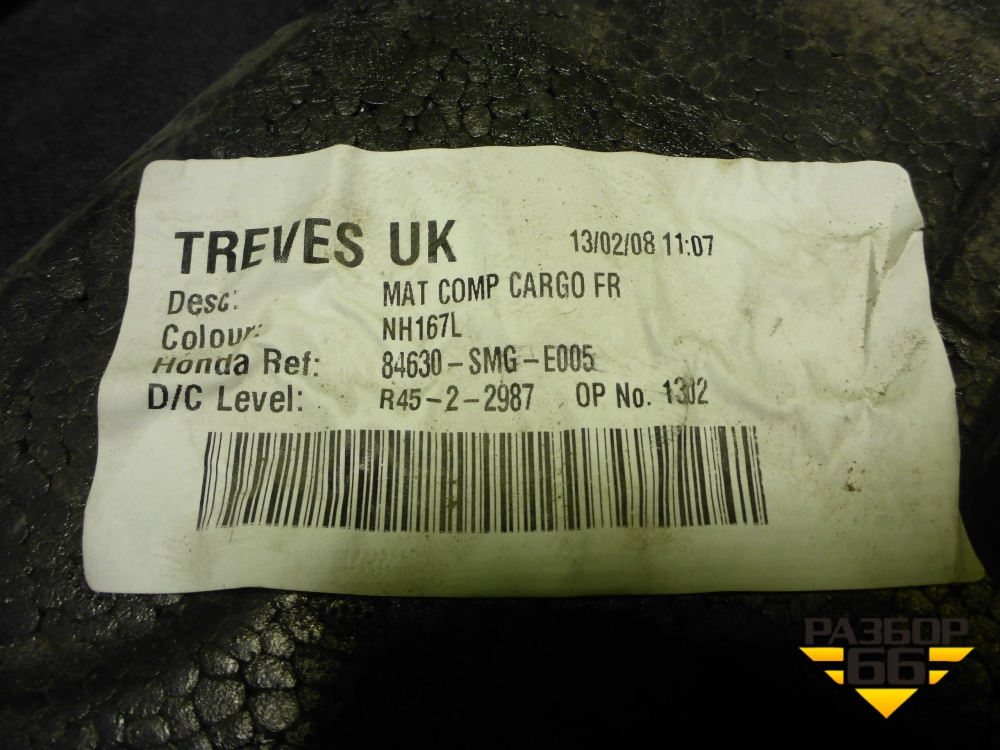 TREVES UK 13/02/08 11:07
Desc: MAT COMP CARGO FR
Colour: NH167L
Honda Ref: 84630-SMG-E005
D/C Level: R45-2-2987 OP No. 1302
РАЗБОР
66